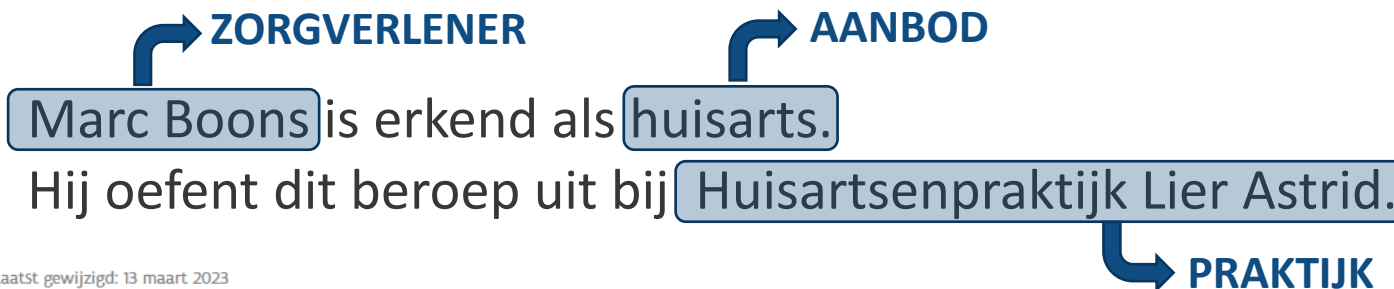 ZORGVERLENER AANBOD
Marc Boons is erkend als huisarts.
Hij oefent dit beroep uit bij Huisartsenpraktijk Lier Astrid.
PRAKTIJK
aatst gewijzigd: 13 maart 2023